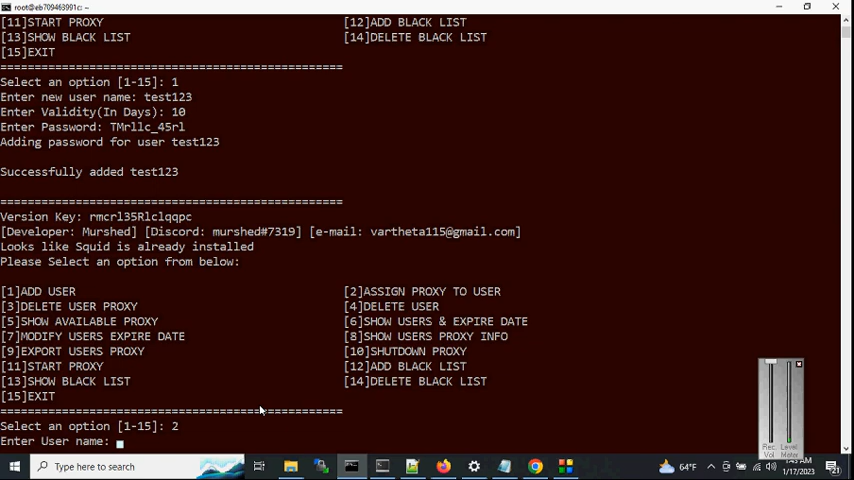 root@eb709463991c: ~
[11]START PROXY [12]ADD BLACK LIST
[13]SHOW BLACK LIST [14]DELETE BLACK LIST
[15]EXIT
==================================================
Select an option [1-15]: 1
Enter new user name: test123
Enter Validity(In Days): 10
Enter Password: TMrllc_45rl
Adding password for user test123
Successfully added test123
==================================================
Version Key: rmcrl35Rlclqqpc
[Developer: Murshed] [Discord: murshed#7319] [e-mail: vartheta115@gmail.com]
Looks like Squid is already installed
Please Select an option from below:
[1]ADD USER [2]ASSIGN PROXY TO USER
[3]DELETE USER PROXY [4]DELETE USER
[5]SHOW AVAILABLE PROXY [6]SHOW USERS & EXPIRE DATE
[7]MODIFY USERS EXPIRE DATE [8]SHOW USERS PROXY INFO
[9]EXPORT USERS PROXY [10]SHUTDOWN PROXY
[11]START PROXY [12]ADD BLACK LIST
[13]SHOW BLACK LIST [14]DELETE BLACK LIST
[15]EXIT
==================================================
Select an option [1-15]: 2
Enter User name:
Rec. Vol Level Meter
Type here to search
64°F
1/17/2023
21